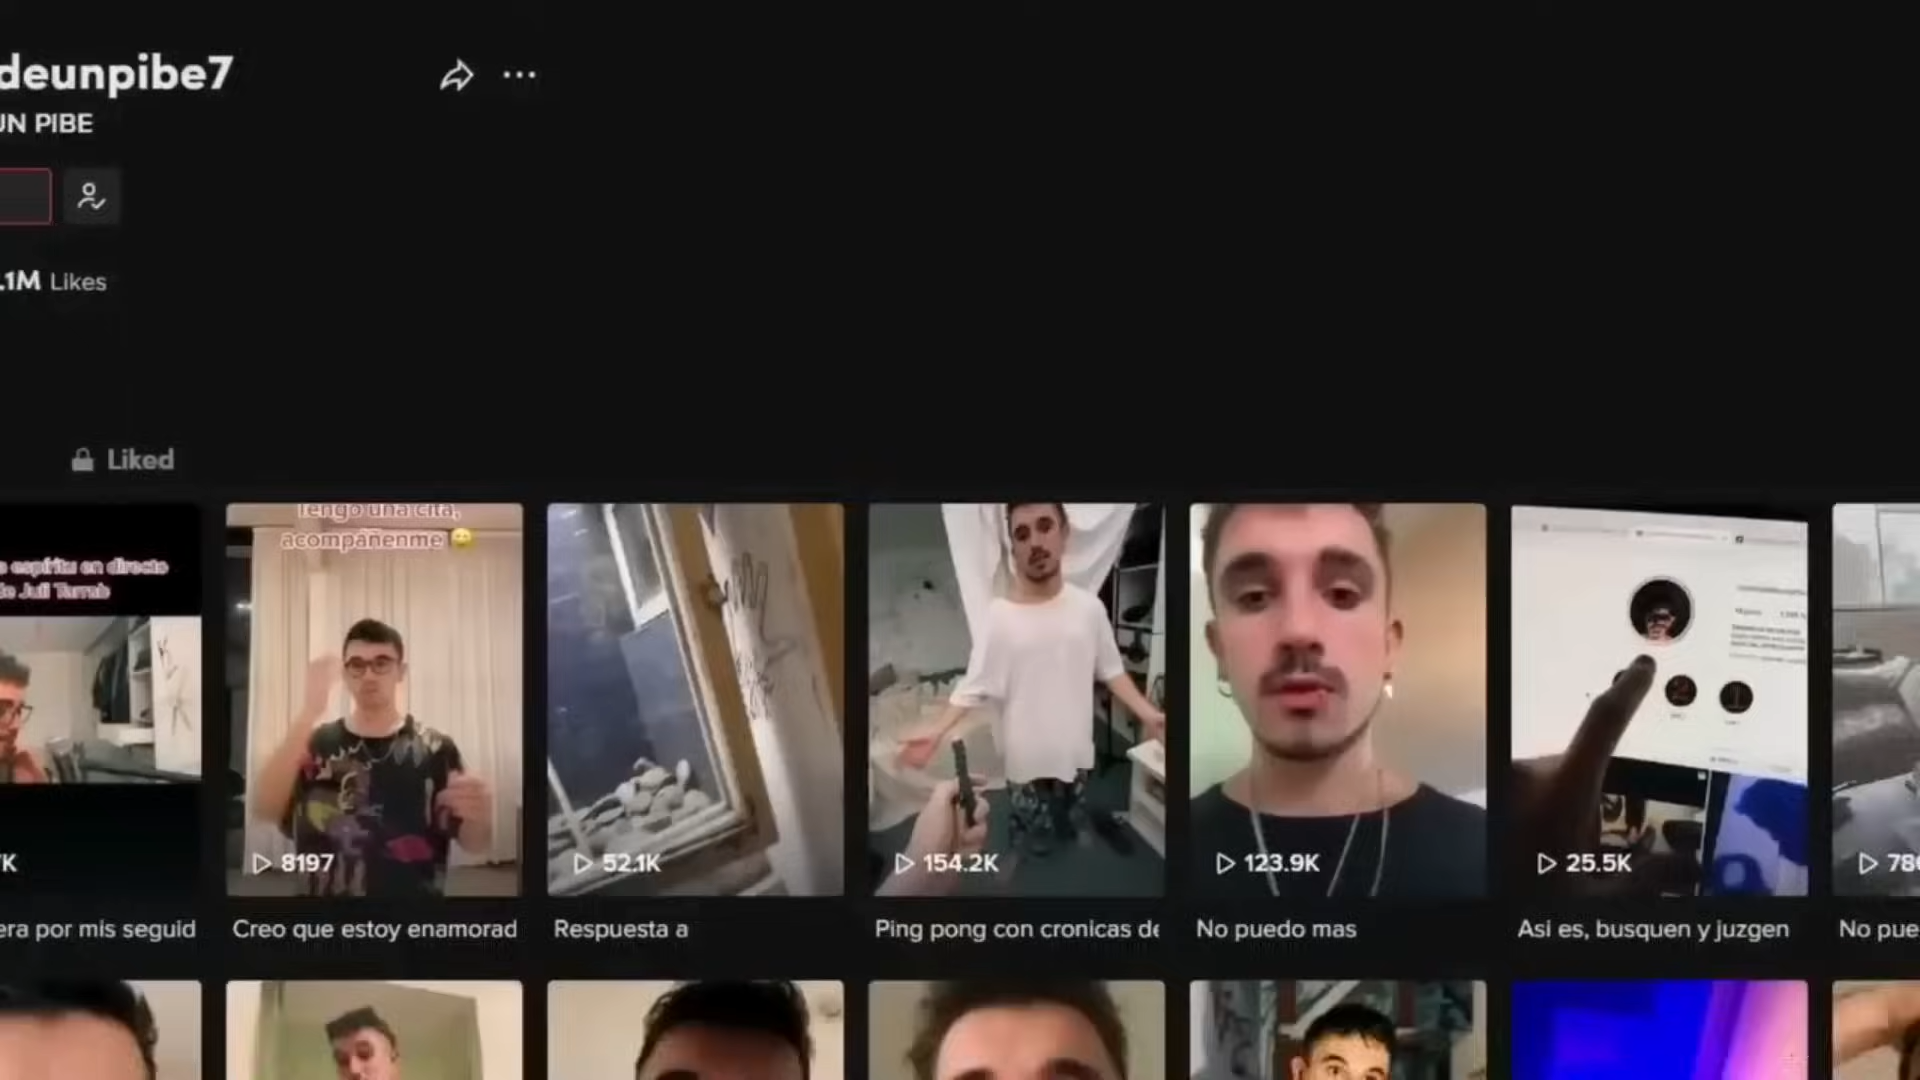 deunpibe7
UN PIBE
.1M Likes
Liked
espíritu en directo
de Juli Tarrab
Tengo una cita,
acompáñenme
K
8197
52.1K
154.2K
123.9K
25.5K
era por mis seguid
Creo que estoy enamorad
Respuesta a
Ping pong con cronicas de
No puedo mas
Asi es, busquen y juzgen
No pue